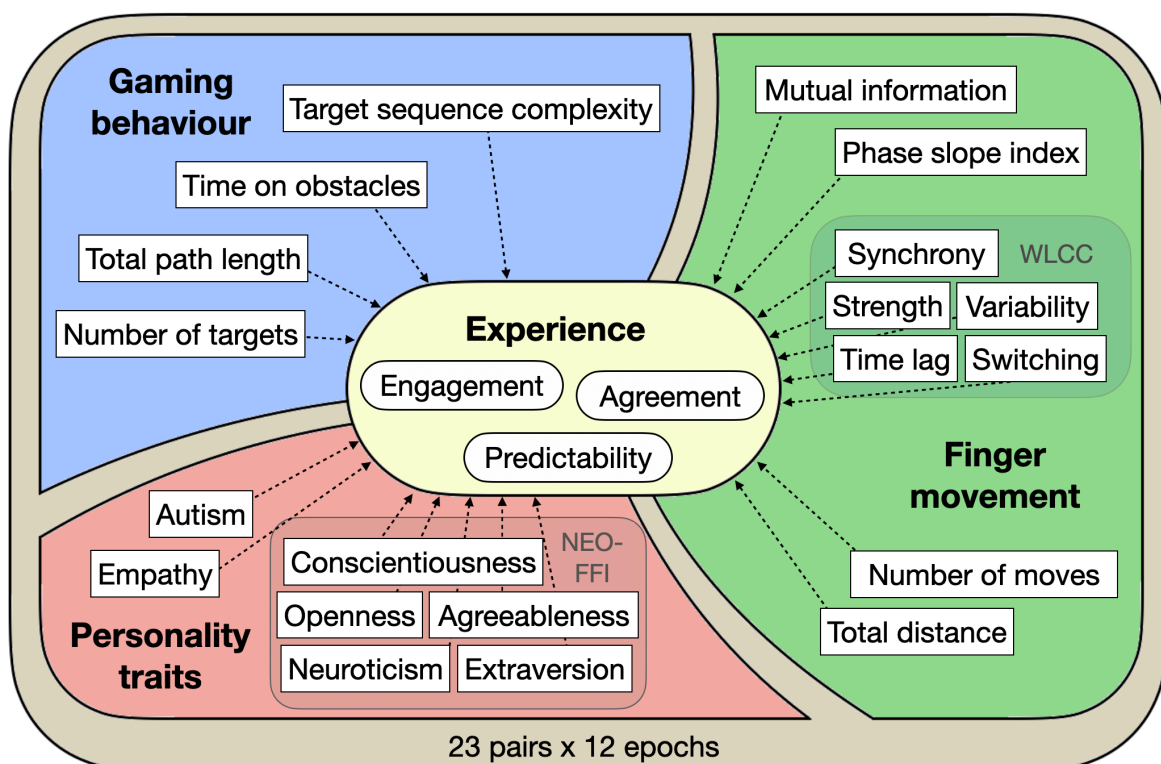 Gaming
behaviour
Target sequence complexity
Time on obstacles
Total path length
Number of targets
Mutual information
Phase slope index
Synchrony
WLCC
Strength
Variability
Time lag
Switching
Experience
Engagement
Agreement
Predictability
Finger
movement
Number of moves
Total distance
Autism
Empathy
Personality
traits
Conscientiousness
NEO-
FFI
Openness
Agreeableness
Neuroticism
Extraversion
23 pairs x 12 epochs